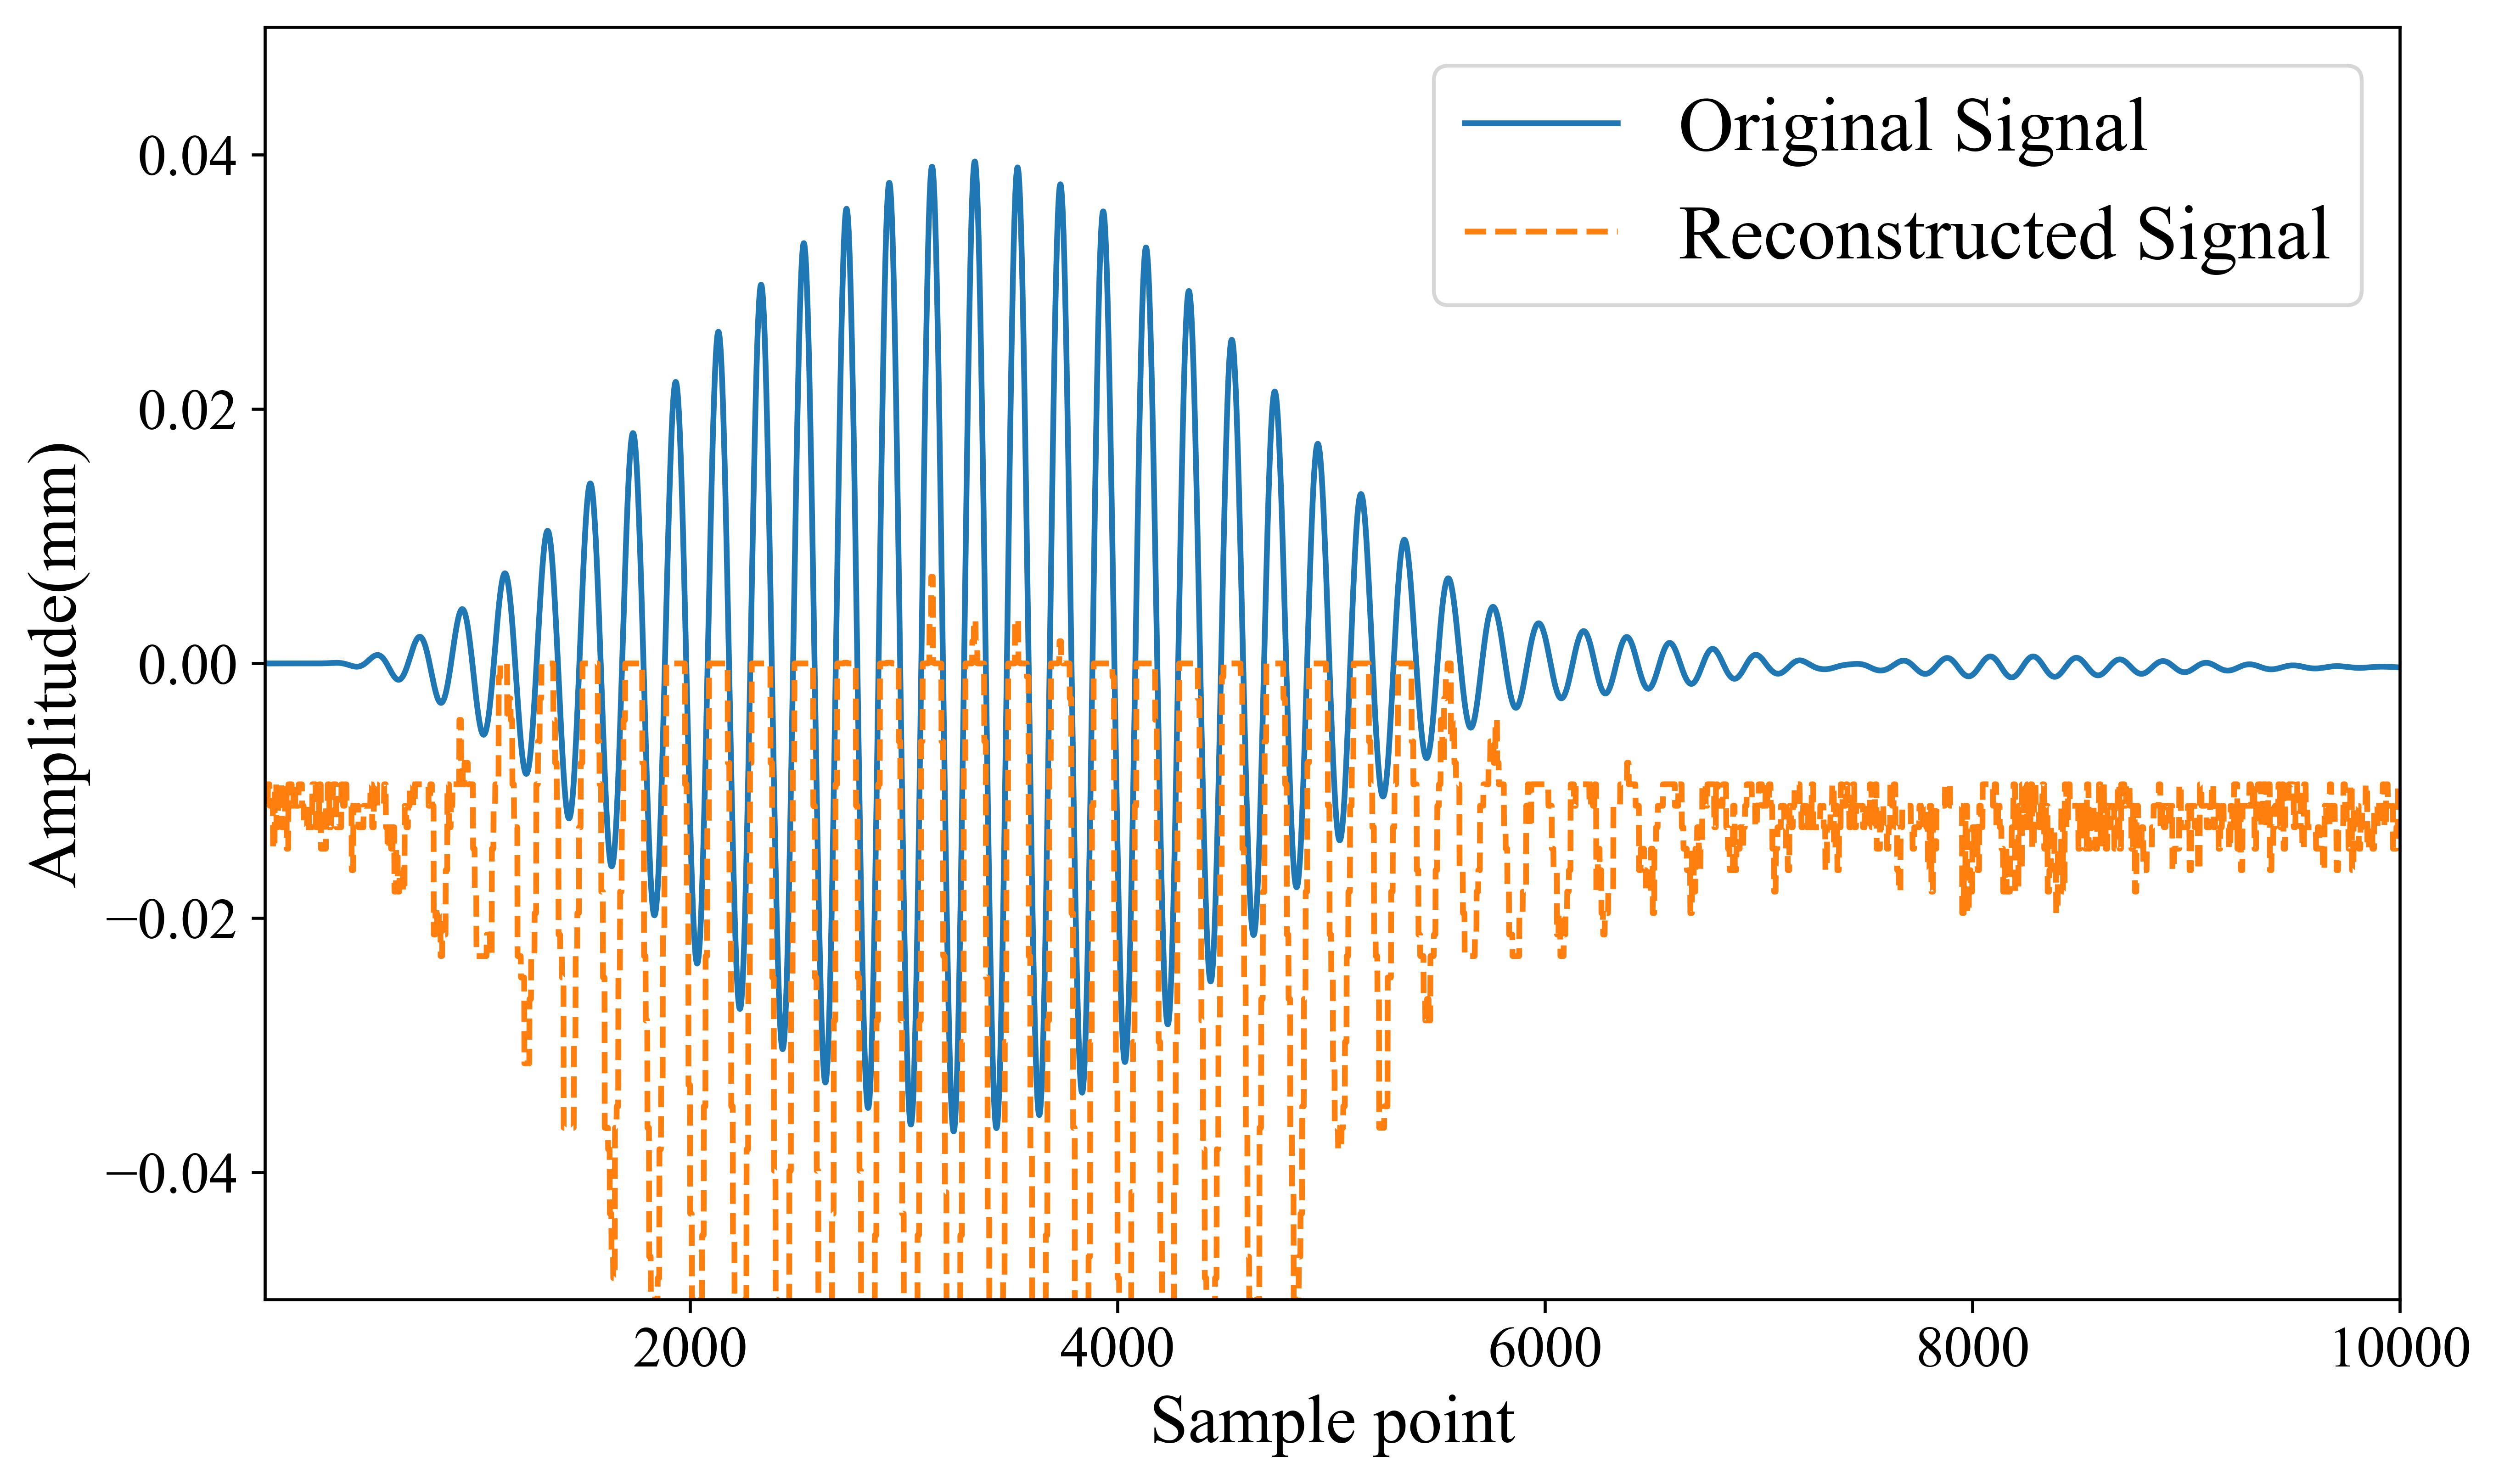 Original Signal
Reconstructed Signal
Amplitude(mm)
0.04
0.02
0.00
−0.02
−0.04
2000 4000 6000 8000 10000
Sample point